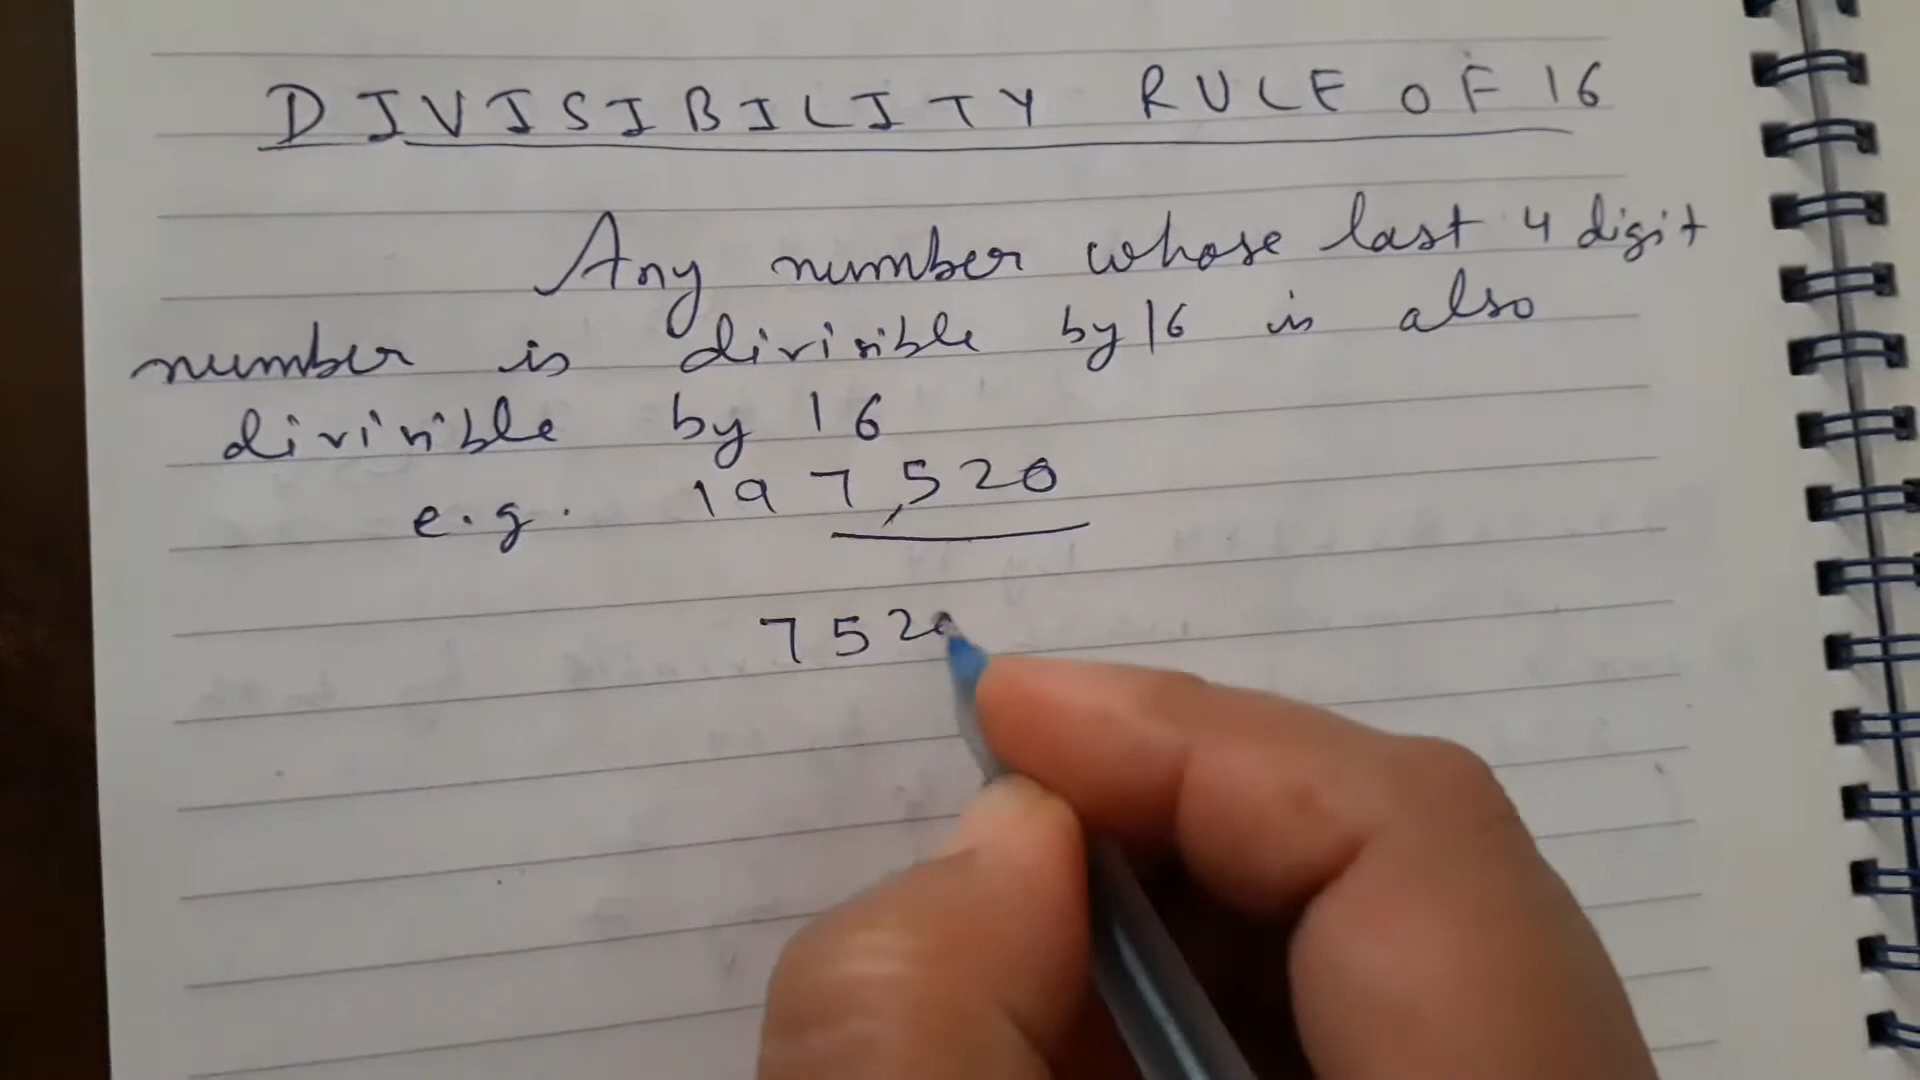 DIVISIBILITY RULE OF 16
Any number whose last 4 digit
number is divisible by 16 is also
divisible by 16
e.g. 197,520
7520